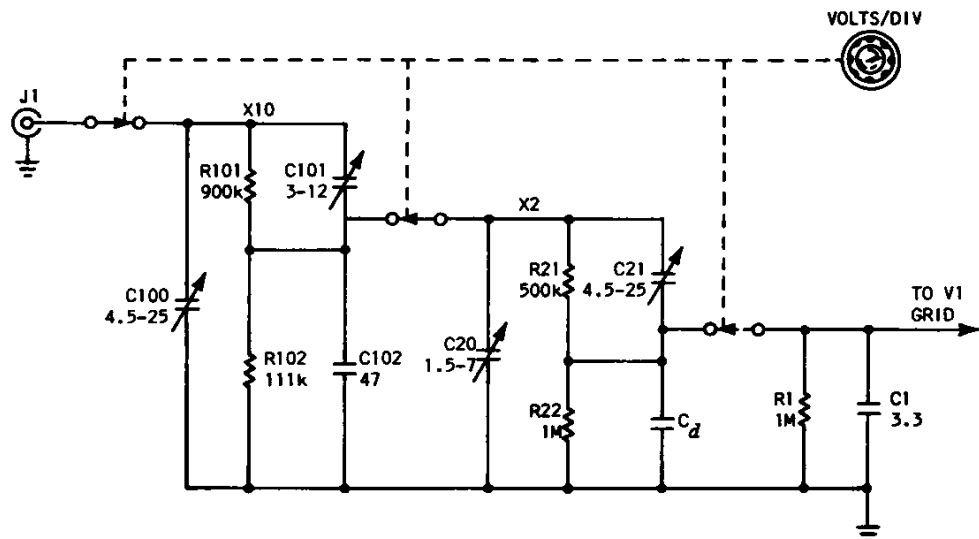 VOLTS/DIV
J1
X10
R101
900k
C101
3-12
X2
C100
4.5-25
R21
500k
C21
4.5-25
TO V1
GRID
R102
111k
C102
47
C20
1.5-7
R22
1M
Cd
R1
1M
C1
3.3